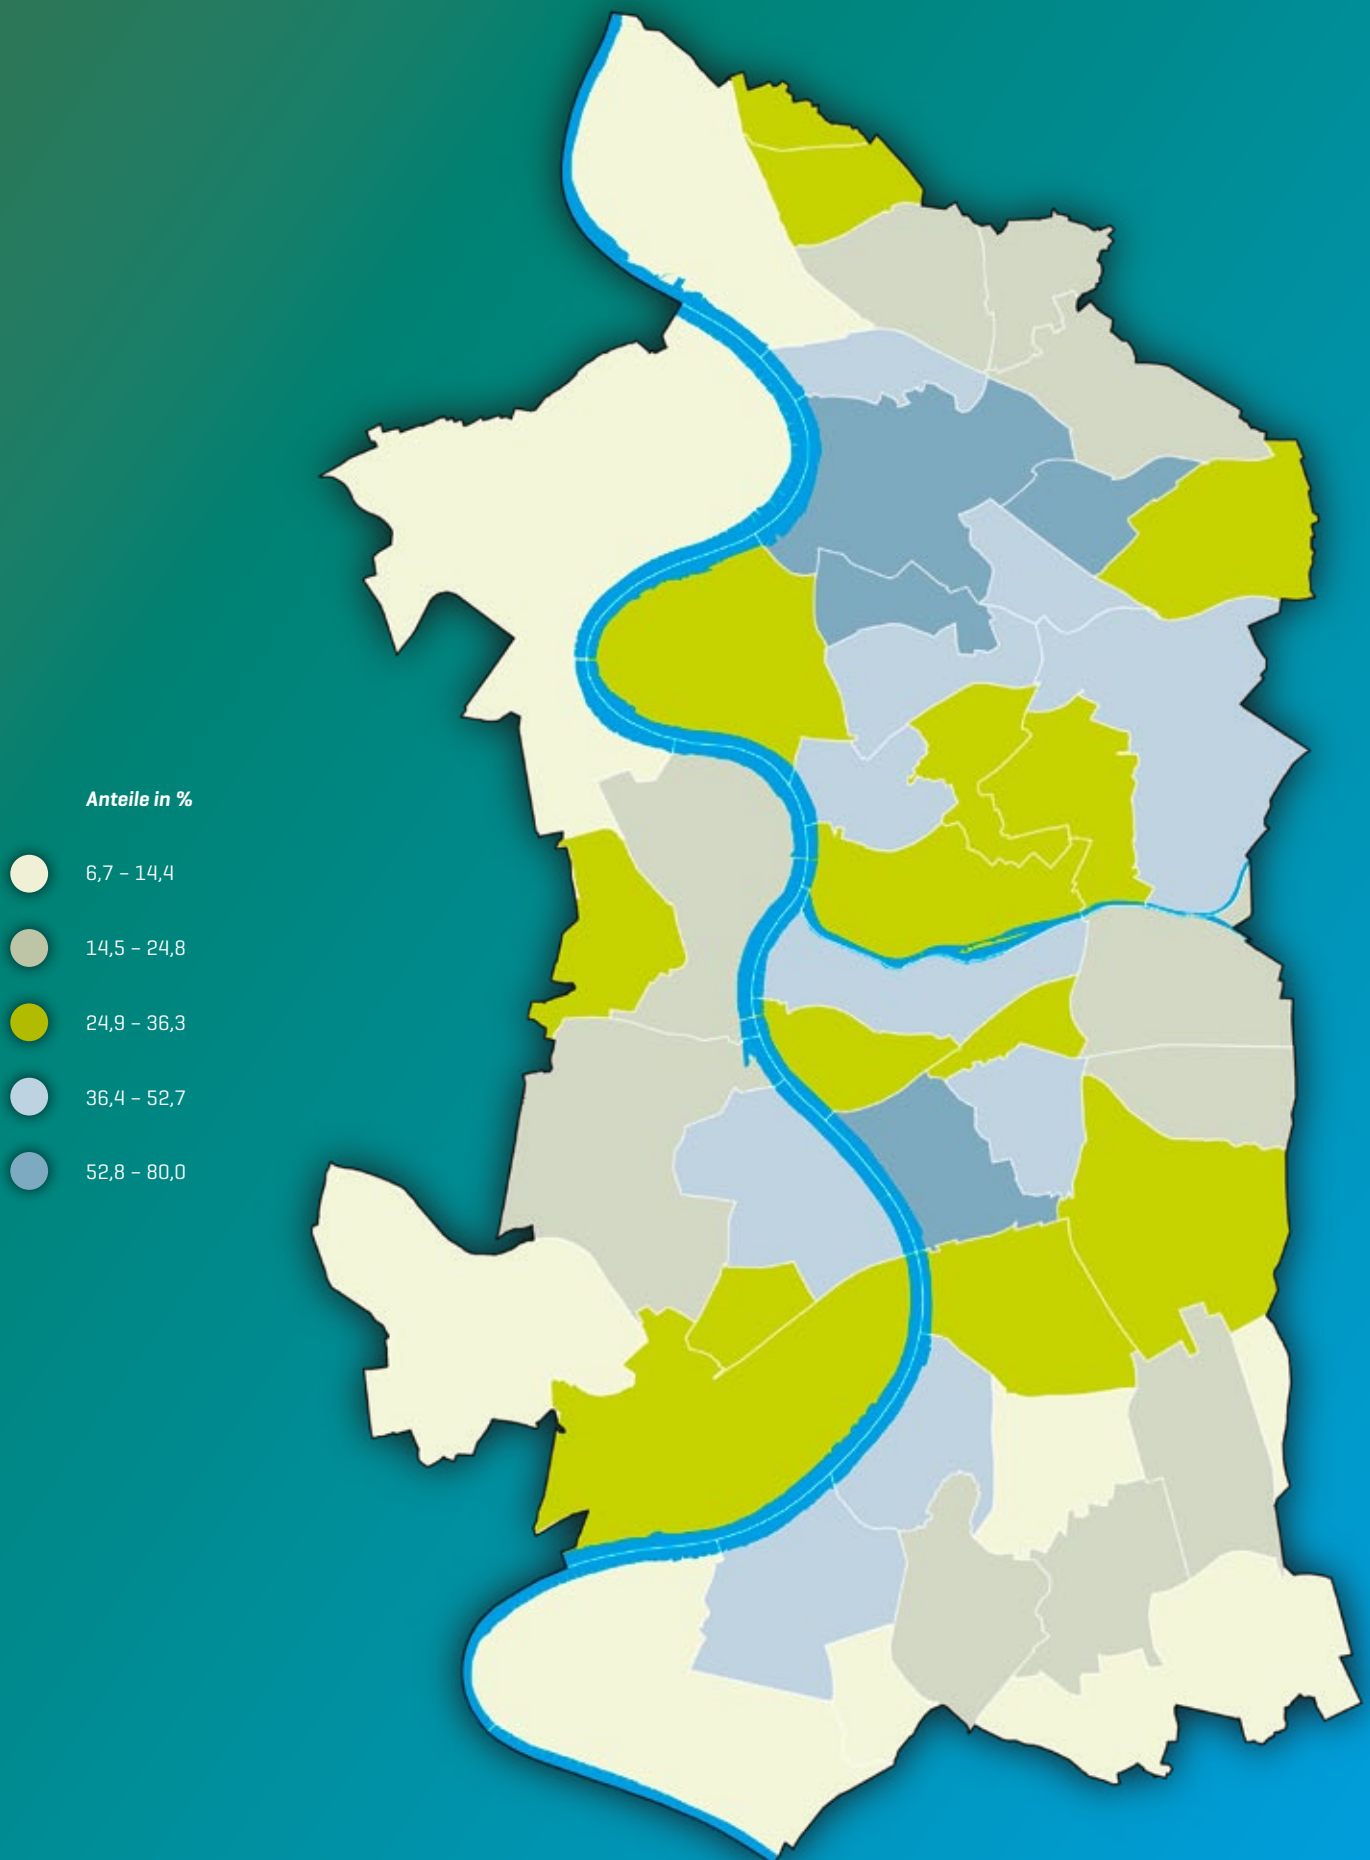 Anteile in %
6,7 – 14,4
14,5 – 24,8
24,9 – 36,3
36,4 – 52,7
52,8 – 80,0